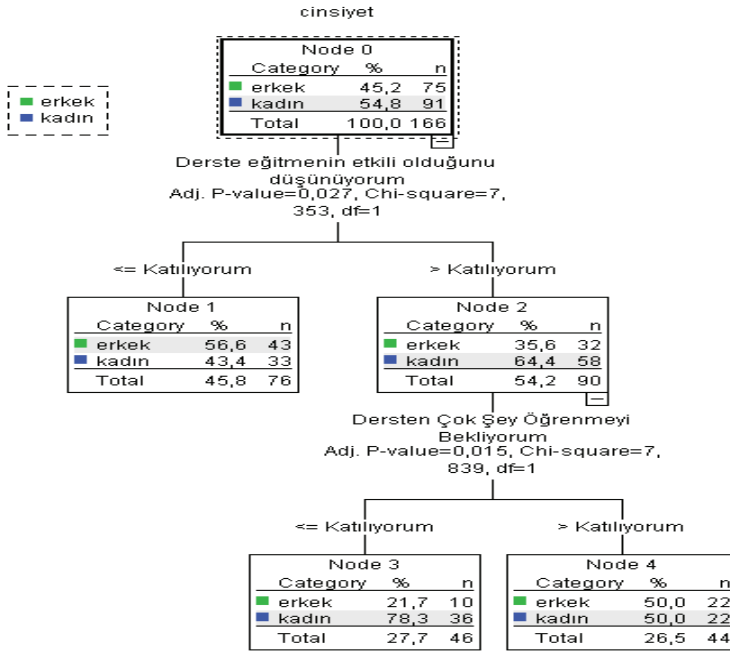 cinsiyet
erkek
kadın
Node 0
Category % n
erkek 45,2 75
kadın 54,8 91
Total 100,0 166
Derste eğitmenin etkili olduğunu
düşünüyorum
Adj. P-value=0,027, Chi-square=7,
353, df=1
<= Katılıyorum
> Katılıyorum
Node 1
Category % n
erkek 56,6 43
kadın 43,4 33
Total 45,8 76
Node 2
Category % n
erkek 35,6 32
kadın 64,4 58
Total 54,2 90
Dersten Çok Şey Öğrenmeyi
Bekliyorum
Adj. P-value=0,015, Chi-square=7,
839, df=1
<= Katılıyorum
> Katılıyorum
Node 3
Category % n
erkek 21,7 10
kadın 78,3 36
Total 27,7 46
Node 4
Category % n
erkek 50,0 22
kadın 50,0 22
Total 26,5 44